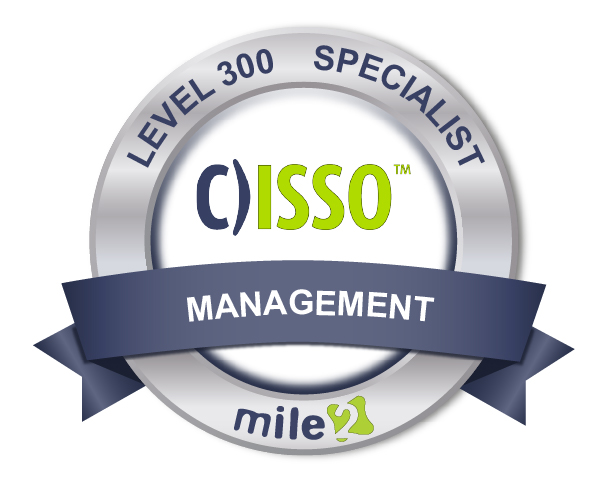 LEVEL 300 SPECIALIST
C)ISSO™
MANAGEMENT
mile2